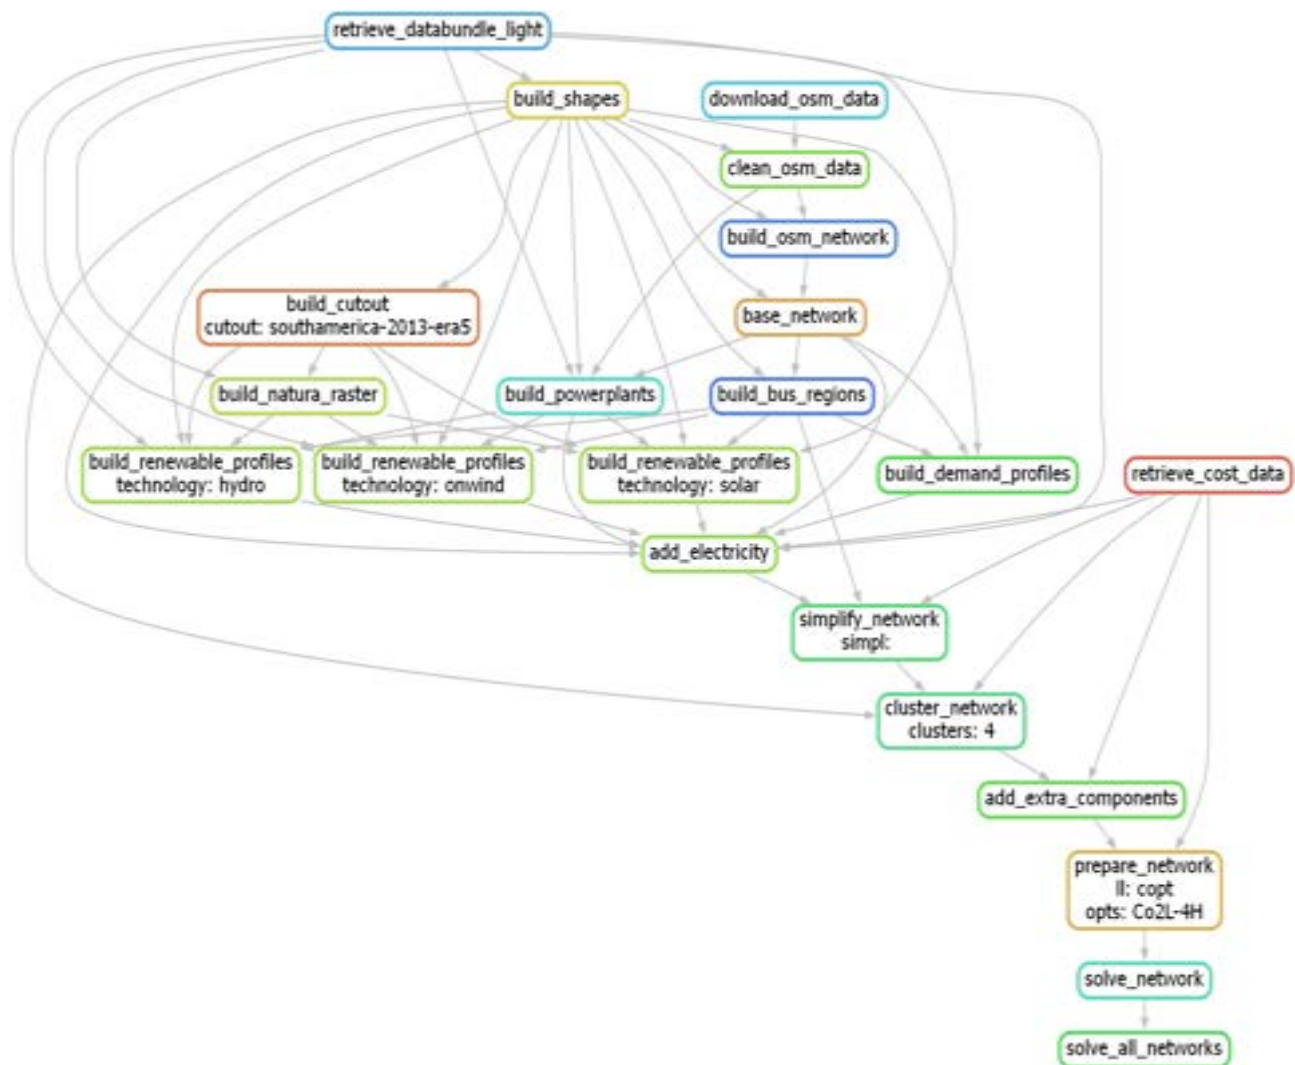 retrieve_databundle_light
build_shapes
download_osm_data
clean_osm_data
build_osm_network
build_cutout
cutout: southamerica-2013-era5
base_network
build_natura_raster
build_powerplants
build_bus_regions
build_renewable_profiles
technology: hydro
build_renewable_profiles
technology: onwind
build_renewable_profiles
technology: solar
build_demand_profiles
retrieve_cost_data
add_electricity
simplify_network
simpl:
cluster_network
clusters: 4
add_extra_components
prepare_network
ll: copt
opts: Co2L-4H
solve_network
solve_all_networks